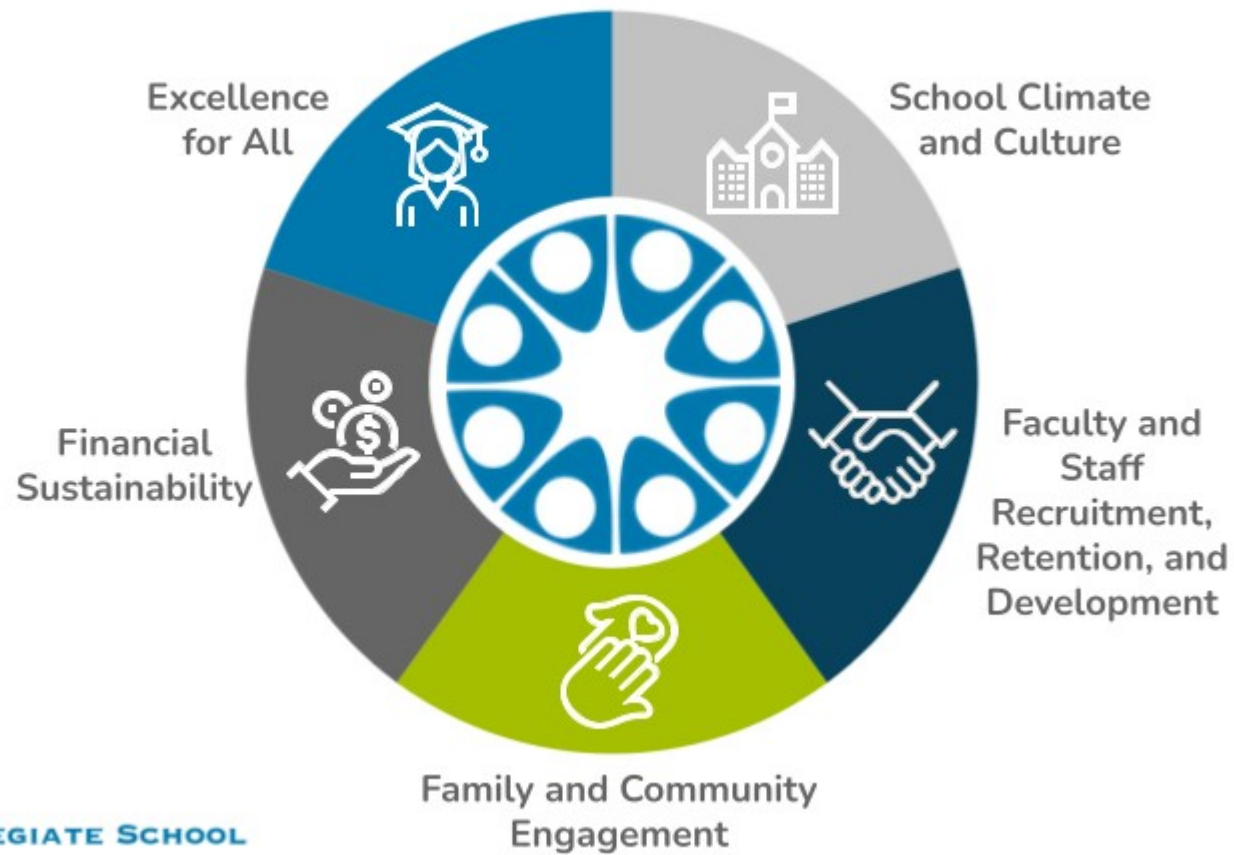 Excellence
for All
School Climate
and Culture
Financial
Sustainability
$
Faculty and
Staff
Recruitment,
Retention, and
Development
Family and Community
Engagement
SCHOOL